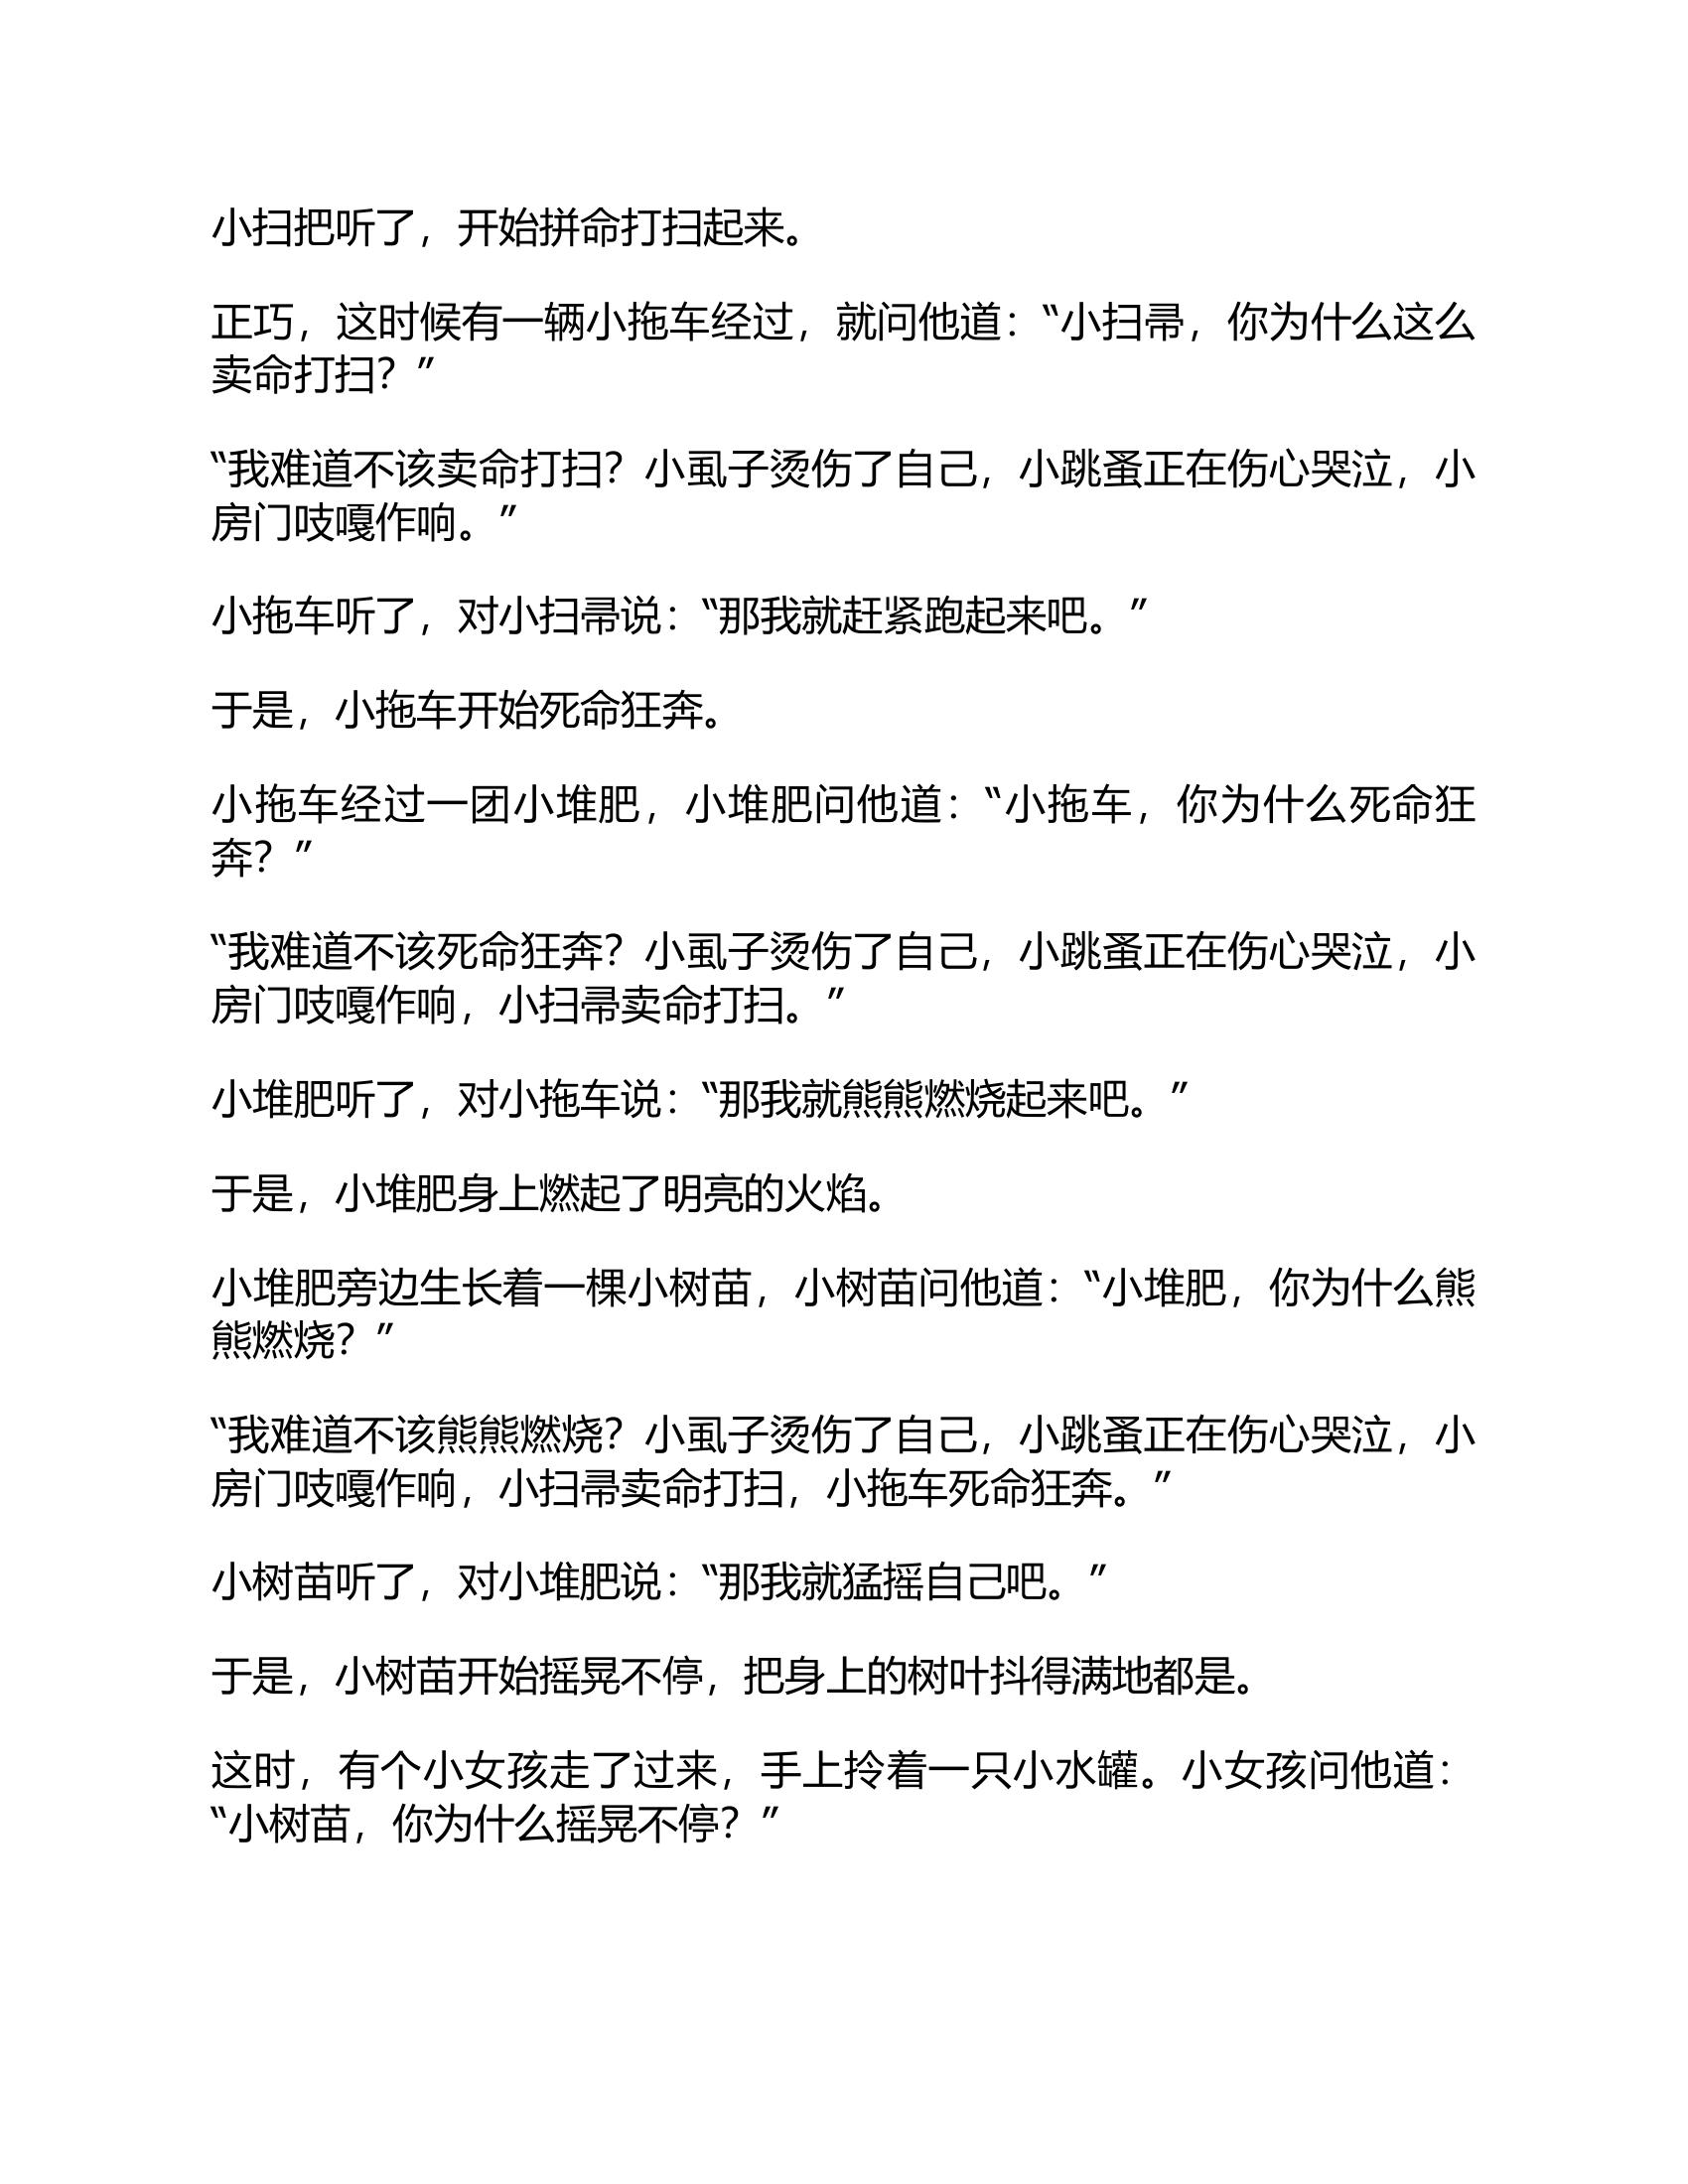 小扫把听了，开始拼命打扫起来。
正巧，这时候有一辆小拖车经过，就问他道：“小扫帚，你为什么这么
卖命打扫？”
“我难道不该卖命打扫？小虱子烫伤了自己，小跳蚤正在伤心哭泣，小
房门吱嘎作响。”
小拖车听了，对小扫帚说：“那我就赶紧跑起来吧。”
于是，小拖车开始死命狂奔。
小拖车经过一团小堆肥，小堆肥问他道：“小拖车，你为什么死命狂
奔？”
“我难道不该死命狂奔？小虱子烫伤了自己，小跳蚤正在伤心哭泣，小
房门吱嘎作响，小扫帚卖命打扫。”
小堆肥听了，对小拖车说：“那我就熊熊燃烧起来吧。”
于是，小堆肥身上燃起了明亮的火焰。
小堆肥旁边生长着一棵小树苗，小树苗问他道：“小堆肥，你为什么熊
熊燃烧？”
“我难道不该熊熊燃烧？小虱子烫伤了自己，小跳蚤正在伤心哭泣，小
房门吱嘎作响，小扫帚卖命打扫，小拖车死命狂奔。”
小树苗听了，对小堆肥说：“那我就猛摇自己吧。”
于是，小树苗开始摇晃不停，把身上的树叶抖得满地都是。
这时，有个小女孩走了过来，手上拎着一只小水罐。小女孩问他道：
“小树苗，你为什么摇晃不停？”